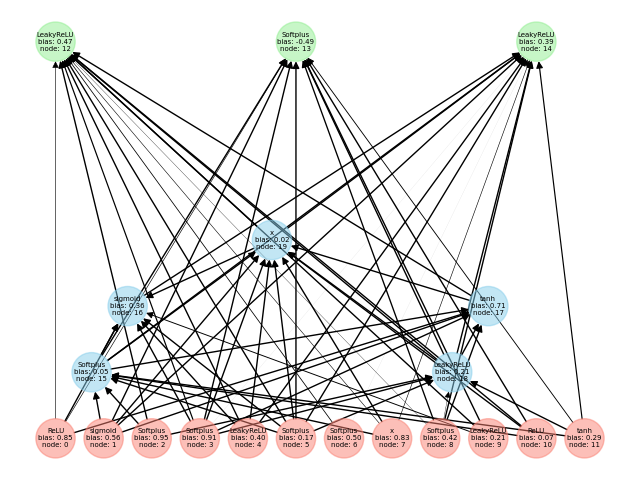 LeakyReLU
bias: 0.47
node: 12
Softplus
bias: -0.49
node: 13
LeakyReLU
bias: 0.39
node: 14
x
bias: 0.02
node: 19
sigmoid
bias: 0.36
node: 16
tanh
bias: 0.71
node: 17
Softplus
bias: 0.05
node: 15
LeakyReLU
bias: 0.21
node: 18
ReLU
bias: 0.85
node: 0
sigmoid
bias: 0.56
node: 1
Softplus
bias: 0.95
node: 2
Softplus
bias: 0.91
node: 3
LeakyReLU
bias: 0.40
node: 4
Softplus
bias: 0.17
node: 5
Softplus
bias: 0.50
node: 6
x
bias: 0.83
node: 7
Softplus
bias: 0.42
node: 8
LeakyReLU
bias: 0.21
node: 9
ReLU
bias: 0.07
node: 10
tanh
bias: 0.29
node: 11